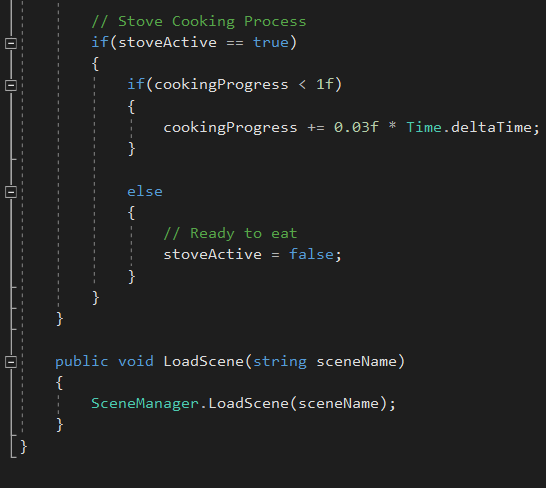 // Stove Cooking Process
if(stoveActive == true)
{
if(cookingProgress < 1f)
{
cookingProgress += 0.03f * Time.deltaTime;
}
else
{
// Ready to eat
stoveActive = false;
}
}
}
public void LoadScene(string sceneName)
{
SceneManager.LoadScene(sceneName);
}
}